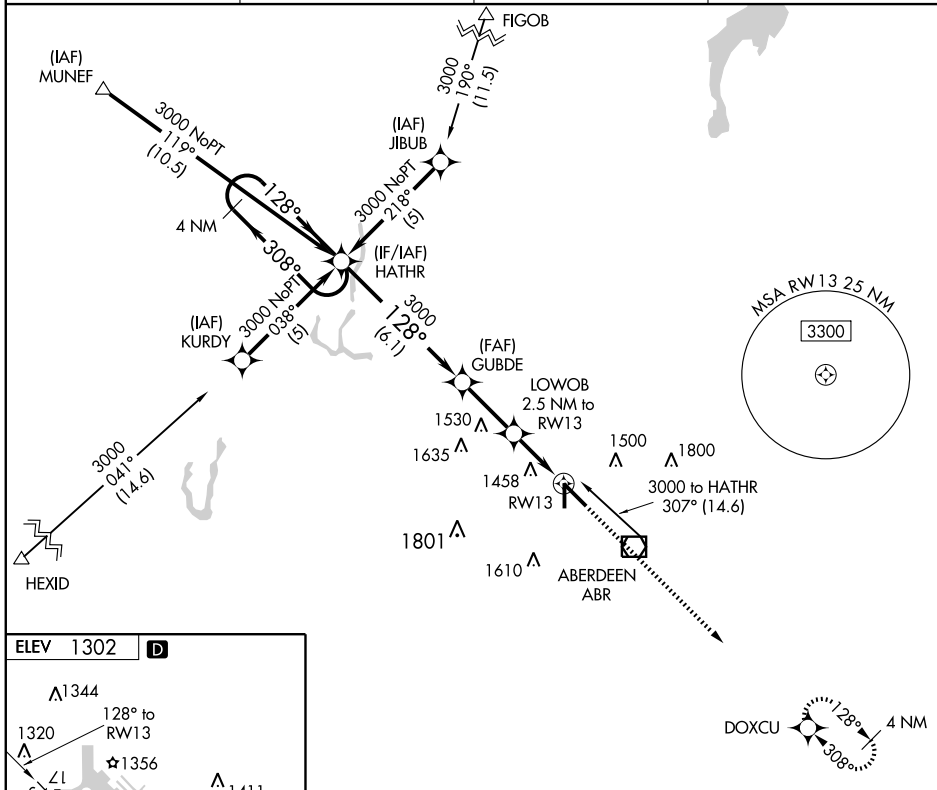 FIGOB
3000
190°
(11.5)
(IAF)
MUNEF
3000 NoPT
119°
(10.5)
(IAF)
JIBUB
3000 NoPT
218°
(5)
128°
4 NM
308°
(IF/IAF)
HATHR
3000 NoPT
038°
(5)
(IAF)
KURDY
3000
128°
(6.1)
(FAF)
GUBDE
LOWOB
2.5 NM to
RW13
MSA RW13 25 NM
3300
1530
1635
1458
RW13
1500
1800
3000 to HATHR
307° (14.6)
3000
041°
(14.6)
HEXID
1801
1610
ABERDEEN
ABR
ELEV 1302 D
1344
128° to
RW13
1320
1356
17
1411
DOXCU
128°
308°
4 NM